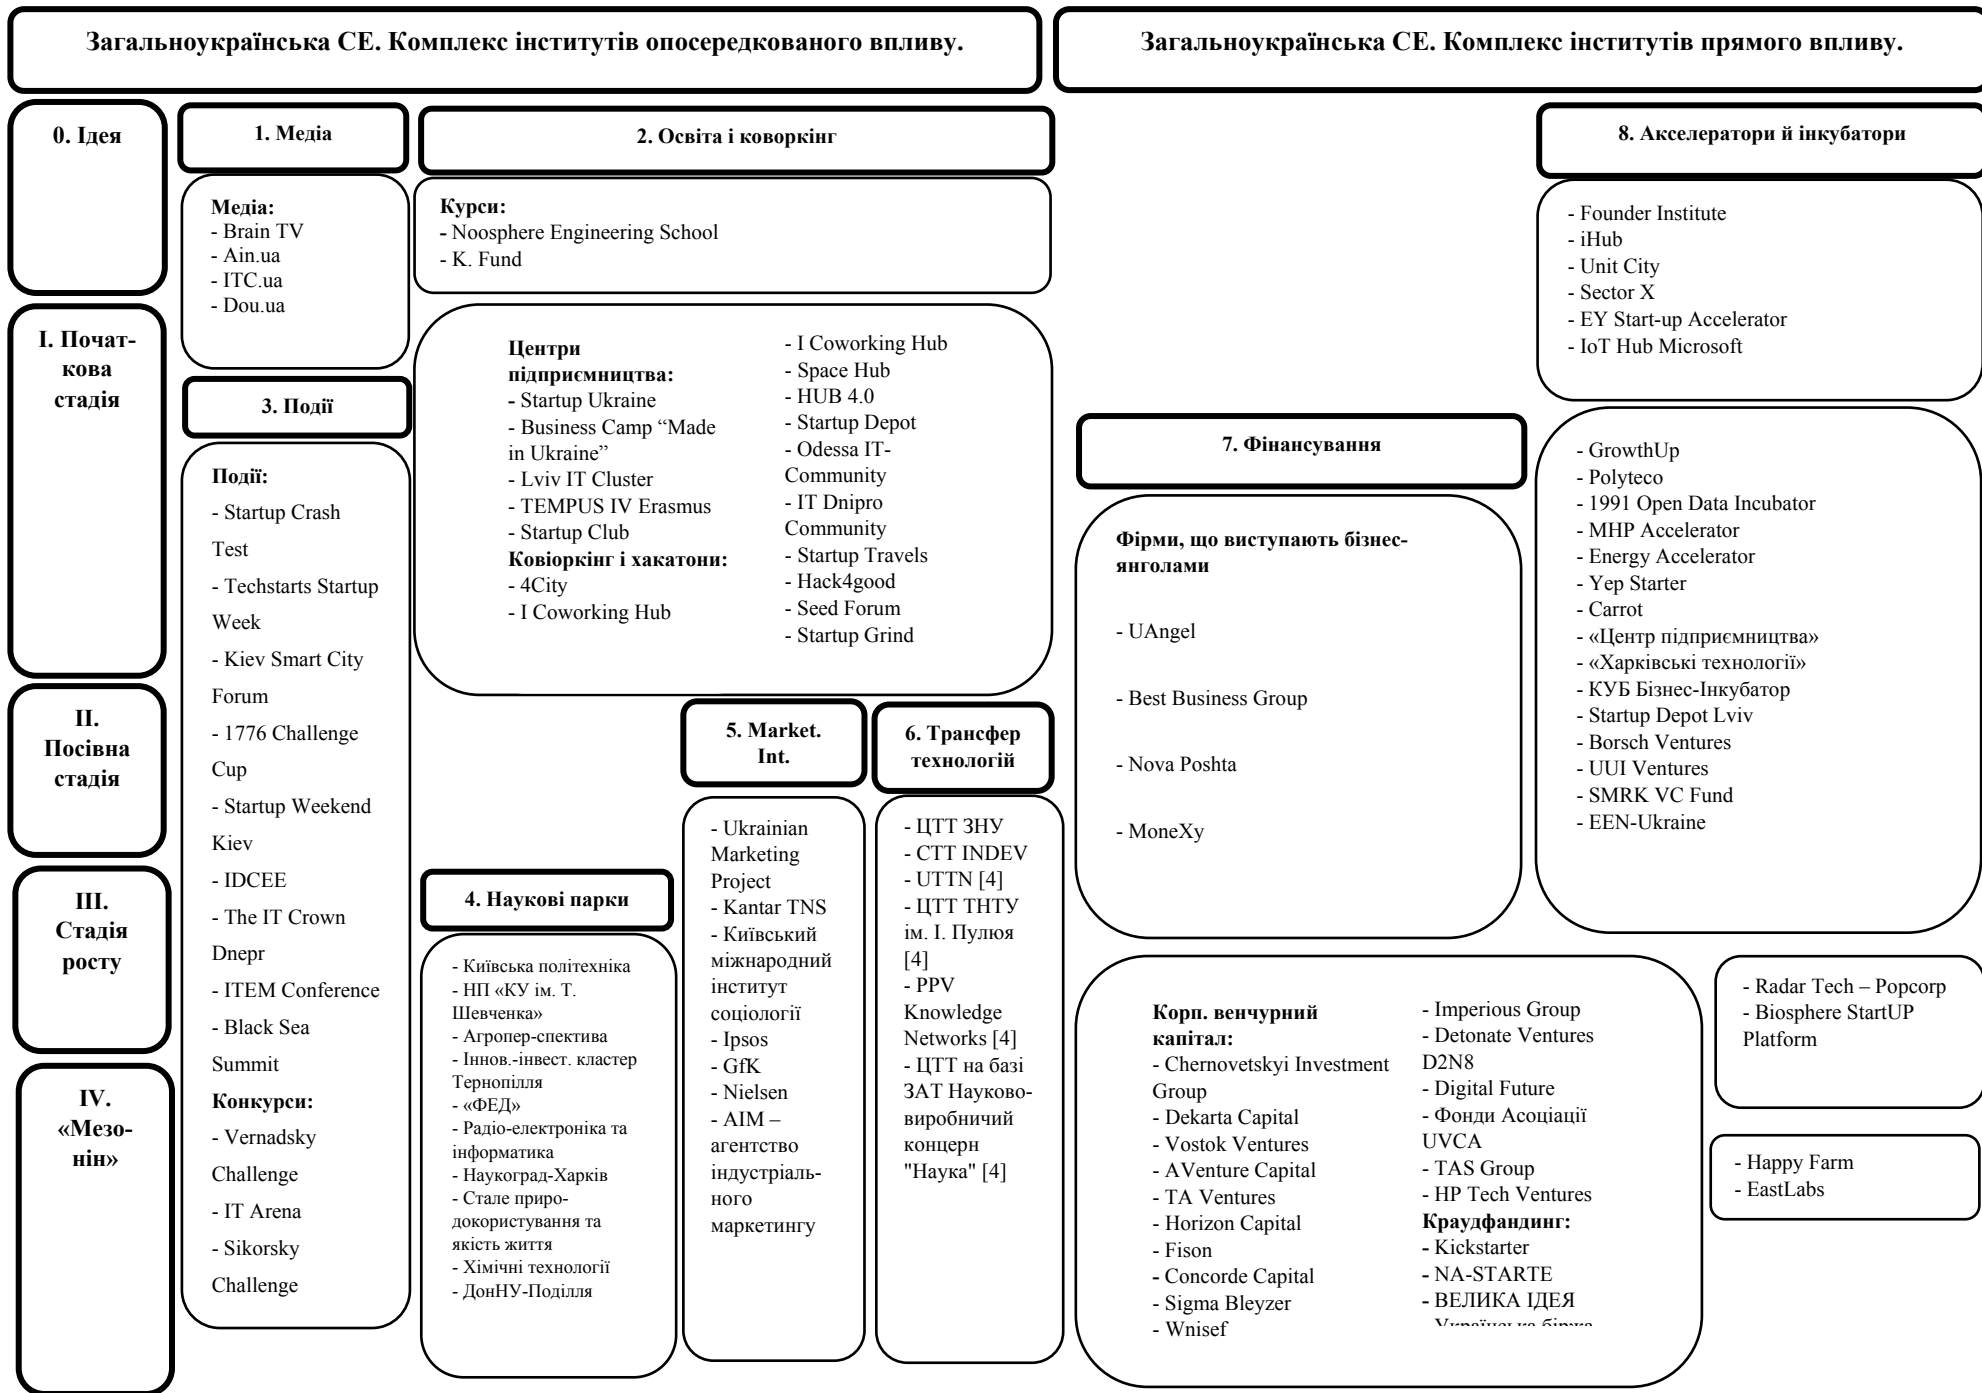 Загальноукраїнська СЕ. Комплекс інститутів опосередкованого впливу.
Загальноукраїнська СЕ. Комплекс інститутів прямого впливу.
0. Ідея
I. Почат-
кова
стадія
II.
Посівна
стадія
III.
Стадія
росту
IV.
«Мезо-
нін»
1. Медіа
Медіа:
- Brain TV
- Ain.ua
- ITC.ua
- Dou.ua
3. Події
Події:
- Startup Crash
Test
- Techstarts Startup
Week
- Kiev Smart City
Forum
- 1776 Challenge
Cup
- Startup Weekend
Kiev
- IDCEE
- The IT Crown
Dnepr
- ITEM Conference
- Black Sea
Summit
Конкурси:
- Vernadsky
Challenge
- IT Arena
- Sikorsky
Challenge
2. Освіта і коворкінг
Курси:
- Noosphere Engineering School
- K. Fund
Центри
підприємництва:
- Startup Ukraine
- Business Camp “Made
in Ukraine”
- Lviv IT Cluster
- TEMPUS IV Erasmus
- Startup Club
Ковіоркінг і хакатони:
- 4City
- I Coworking Hub
- I Coworking Hub
- Space Hub
- HUB 4.0
- Startup Depot
- Odessa IT-
Community
- IT Dnipro
Community
- Startup Travels
- Hack4good
- Seed Forum
- Startup Grind
4. Наукові парки
- Київська політехніка
- НП «КУ ім. Т.
Шевченка»
- Агропер-спектива
- Іннов.-інвест. кластер
Тернопілля
- «ФЕД»
- Радіо-електроніка та
інформатика
- Наукоград-Харків
- Стале приро-
докористування та
якість життя
- Хімічні технології
- ДонНУ-Поділля
5. Market.
Int.
- Ukrainian
Marketing
Project
- Kantar TNS
- Київський
міжнародний
інститут
соціології
- Ipsos
- GfK
- Nielsen
- AIM –
агентство
індустріаль-
ного
маркетингу
6. Трансфер
технологій
- ЦТТ ЗНУ
- CTT INDEV
- UTTN [4]
- ЦТТ ТНТУ
ім. І. Пулюя
[4]
- PPV
Knowledge
Networks [4]
- ЦТТ на базі
ЗАТ Науково-
виробничий
концерн
"Наука" [4]
7. Фінансування
Фірми, що виступають бізнес-
янголами
- UAngel
- Best Business Group
- Nova Poshta
- MoneXy
Корп. венчурний
капітал:
- Chernovetskyi Investment
Group
- Dekarta Capital
- Vostok Ventures
- AVenture Capital
- TA Ventures
- Horizon Capital
- Fison
- Concorde Capital
- Sigma Bleyzer
- Wnisef
- Imperious Group
- Detonate Ventures
D2N8
- Digital Future
- Фонди Асоціації
UVCA
- TAS Group
- HP Tech Ventures
Краудфандинг:
- Kickstarter
- NA-STARTE
- ВЕЛИКА ІДЕЯ
- Українська біржа
8. Акселератори й інкубатори
- Founder Institute
- iHub
- Unit City
- Sector X
- EY Start-up Accelerator
- IoT Hub Microsoft
- GrowthUp
- Polyteco
- 1991 Open Data Incubator
- MHP Accelerator
- Energy Accelerator
- Yep Starter
- Carrot
- «Центр підприємництва»
- «Харківські технології»
- КУБ Бізнес-Інкубатор
- Startup Depot Lviv
- Borsch Ventures
- UUI Ventures
- SMRK VC Fund
- EEN-Ukraine
- Radar Tech – Popcorp
- Biosphere StartUP
Platform
- Happy Farm
- EastLabs